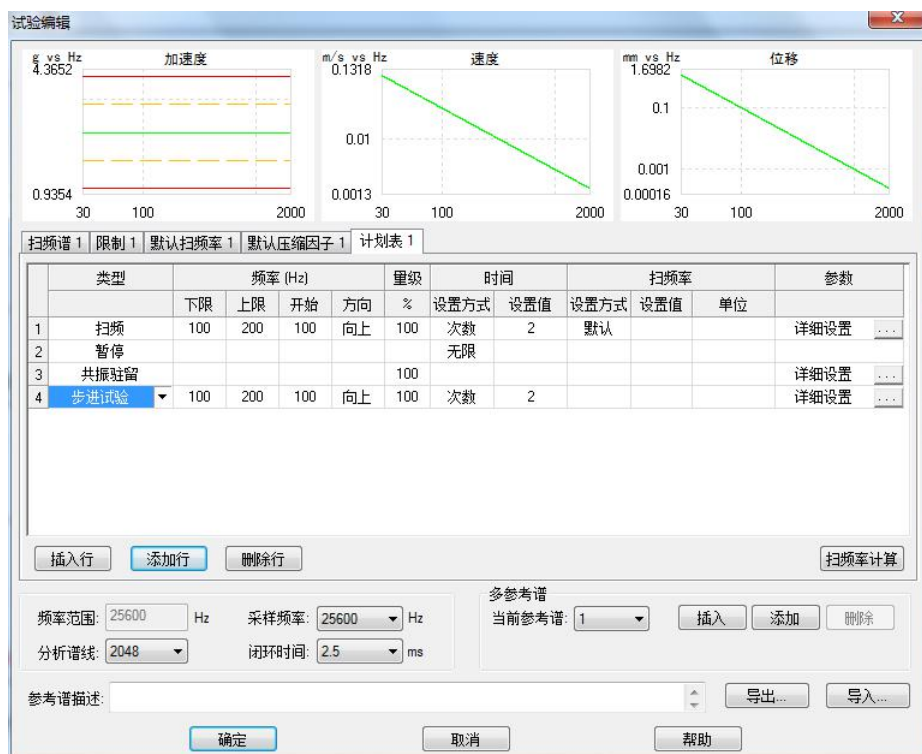 试验编辑
g vs Hz 加速度
4.3652
0.9354
30 100 2000
m/s vs Hz 速度
0.1318
0.01
0.0013
30 100 2000
mm vs Hz 位移
1.6982
0.1
0.001
0.00016
30 100 2000
扫频谱 1 限制 1 默认扫频率 1 默认压缩因子 1 计划表 1
类型 频率 (Hz) 量级 时间 扫频率 参数
下限 上限 开始 方向 % 设置方式 设置值 设置方式 设置值 单位
1 扫频 100 200 100 向上 100 次数 2 默认 详细设置 ...
2 暂停 无限
3 共振驻留 100 详细设置 ...
4 步进试验 100 200 100 向上 100 次数 2 详细设置 ...
插入行 添加行 删除行 扫频率计算
多参考谱
频率范围: 25600 Hz 采样频率: 25600 Hz 当前参考谱: 1 插入 添加 删除
分析谱线: 2048 闭环时间: 2.5 ms
参考谱描述: 导出... 导入...
确定 取消 帮助